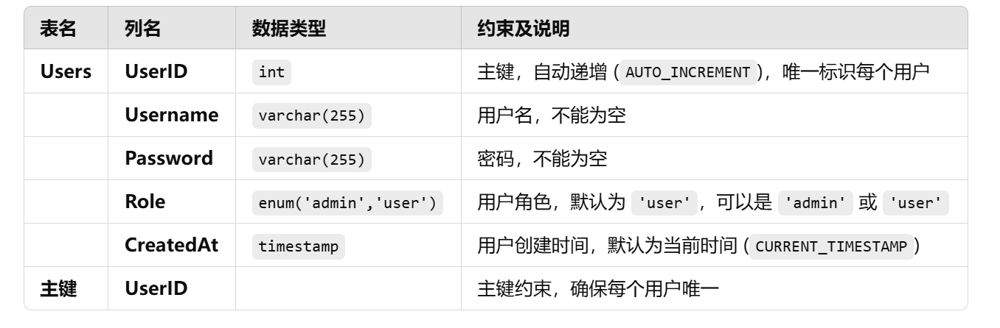 表名 列名 数据类型 约束及说明
Users UserID int 主键，自动递增 (AUTO_INCREMENT)，唯一标识每个用户
Username varchar(255) 用户名，不能为空
Password varchar(255) 密码，不能为空
Role enum('admin','user') 用户角色，默认为 'user'，可以是 'admin' 或 'user'
CreatedAt timestamp 用户创建时间，默认为当前时间 (CURRENT_TIMESTAMP)
主键 UserID 主键约束，确保每个用户唯一